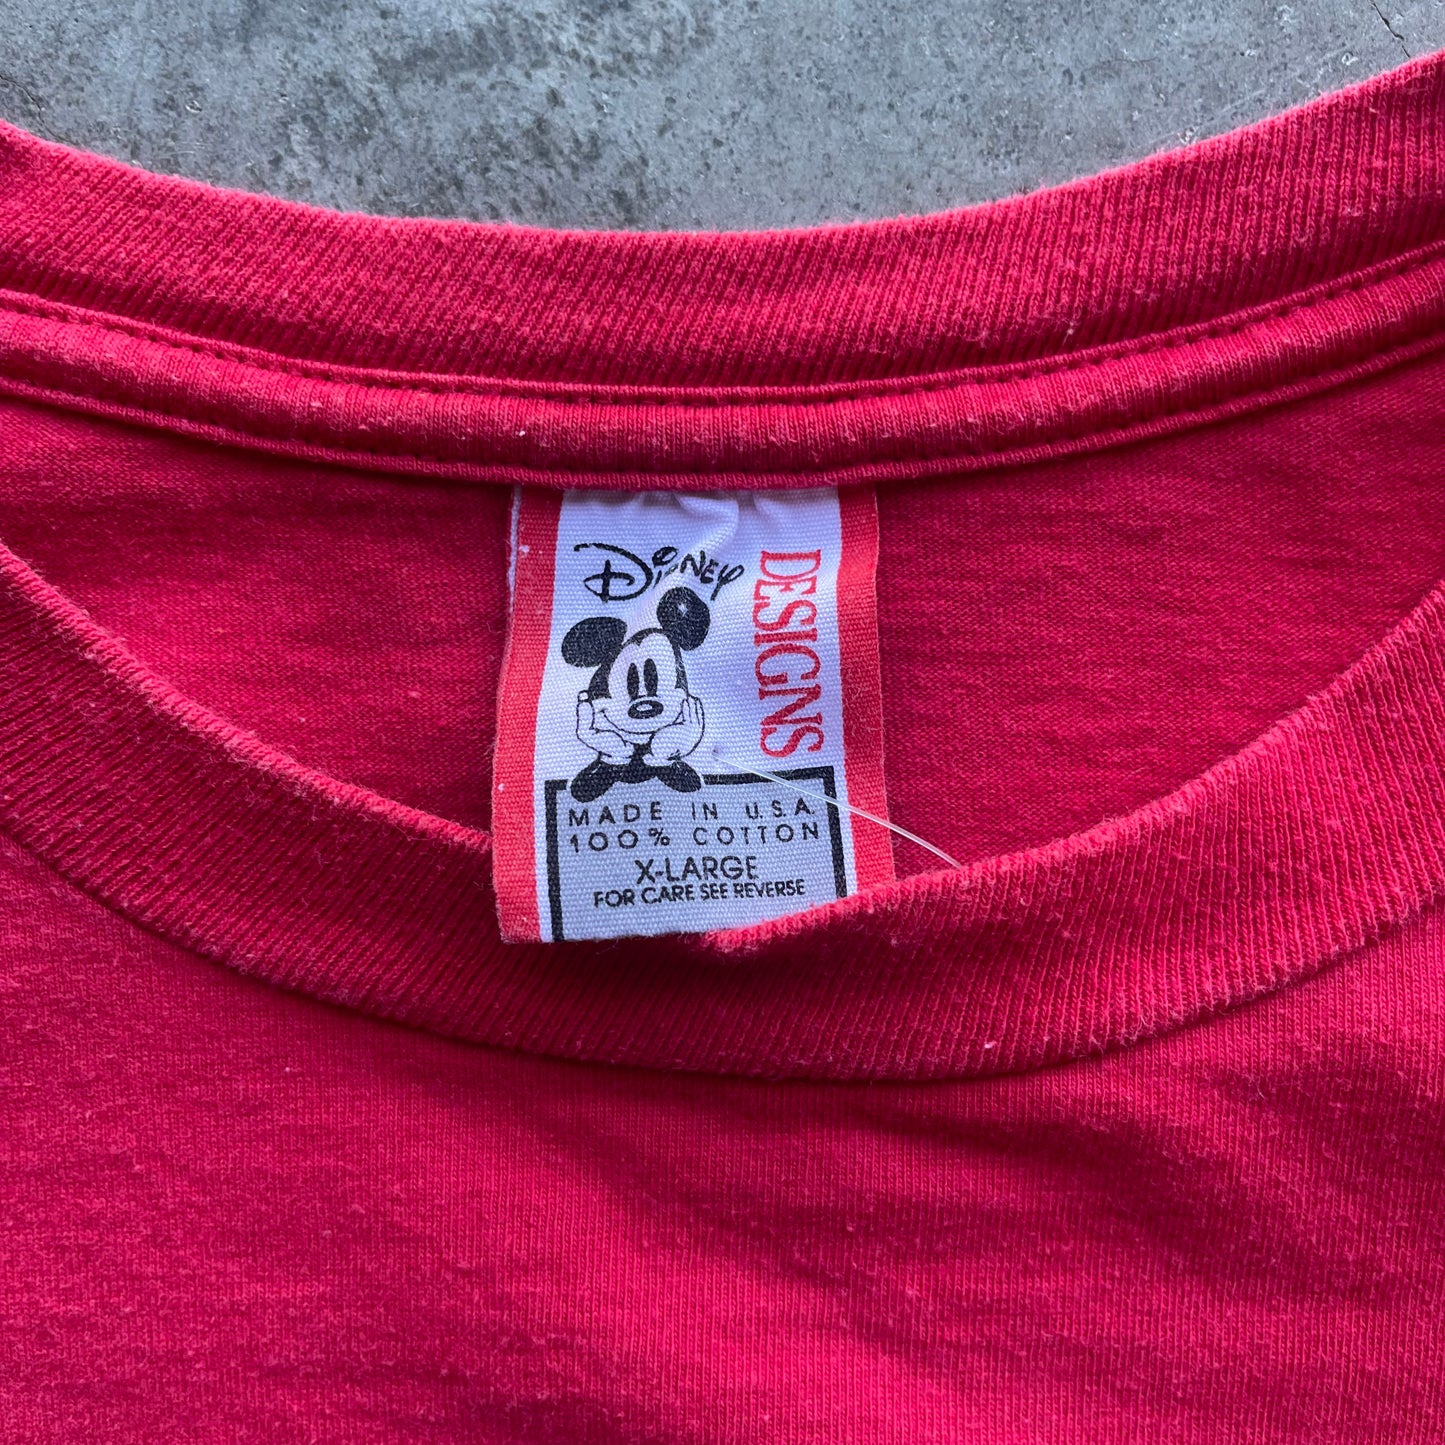 Disney
DESIGNS
MADE IN U.S.A.
100% COTTON
X-LARGE
FOR CARE SEE REVERSE